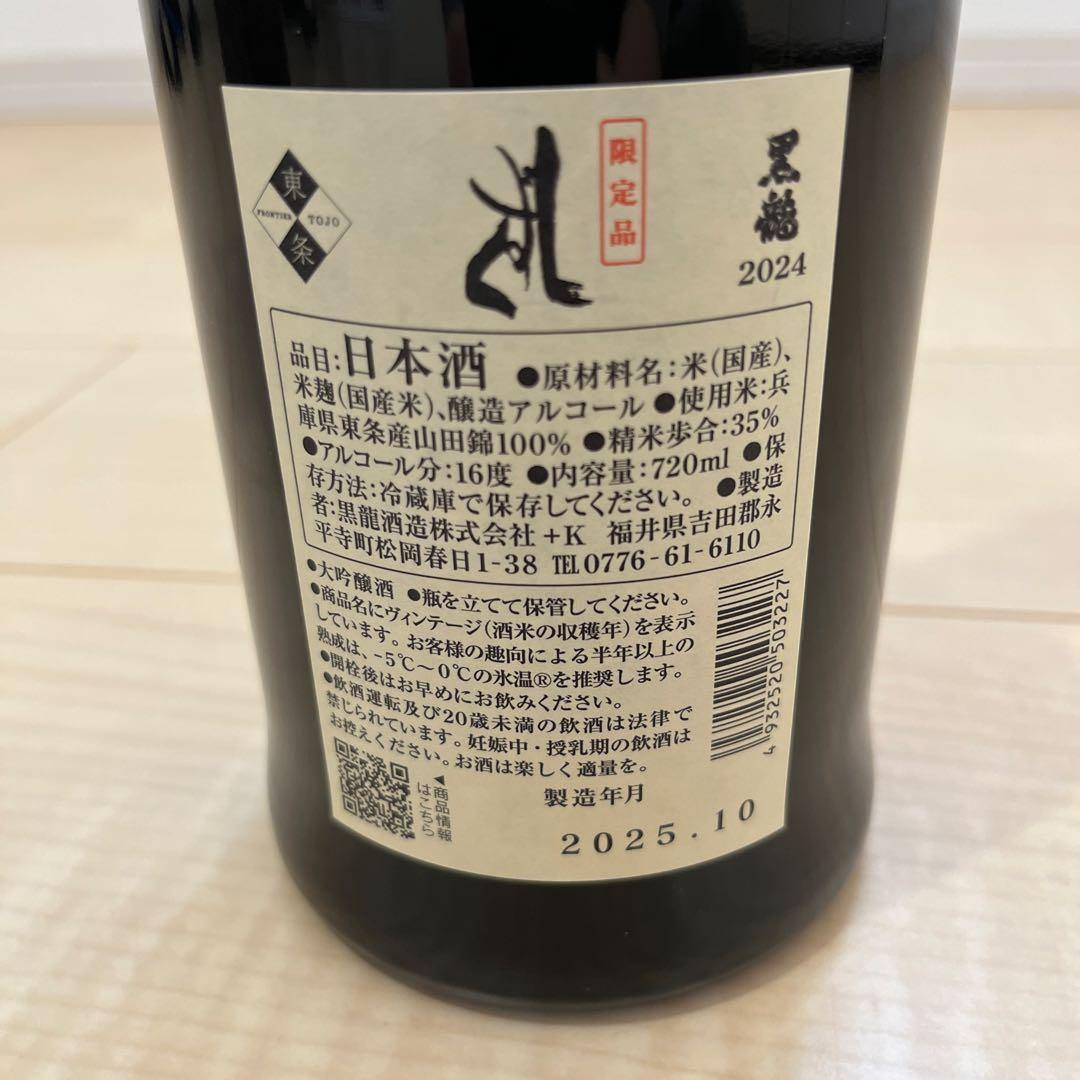 東
FRONTIER TOJO
条
限定品
黒龍
2024
品目:日本酒 ●原材料名:米(国産)、
米麹(国産米)、醸造アルコール ●使用米:兵
庫県東条産山田錦100% ●精米歩合:35%
●アルコール分:16度 ●内容量:720ml ●保
存方法:冷蔵庫で保存してください。 ●製造
者:黒龍酒造株式会社+K 福井県吉田郡永
平寺町松岡春日1-38 TEL0776-61-6110
●大吟醸酒 ●瓶を立てて保管してください。
●商品名にヴィンテージ(酒米の収穫年)を表示
しています。お客様の趣向による半年以上の
熟成は、-5℃〜0℃の氷温®を推奨します。
●開栓後はお早めにお飲みください。
●飲酒運転及び20歳未満の飲酒は法律で
禁じられています。妊娠中・授乳期の飲酒は
お控えください。お酒は楽しく適量を。
◀商品情報
はこちら
製造年月
2025.10
4932520503227